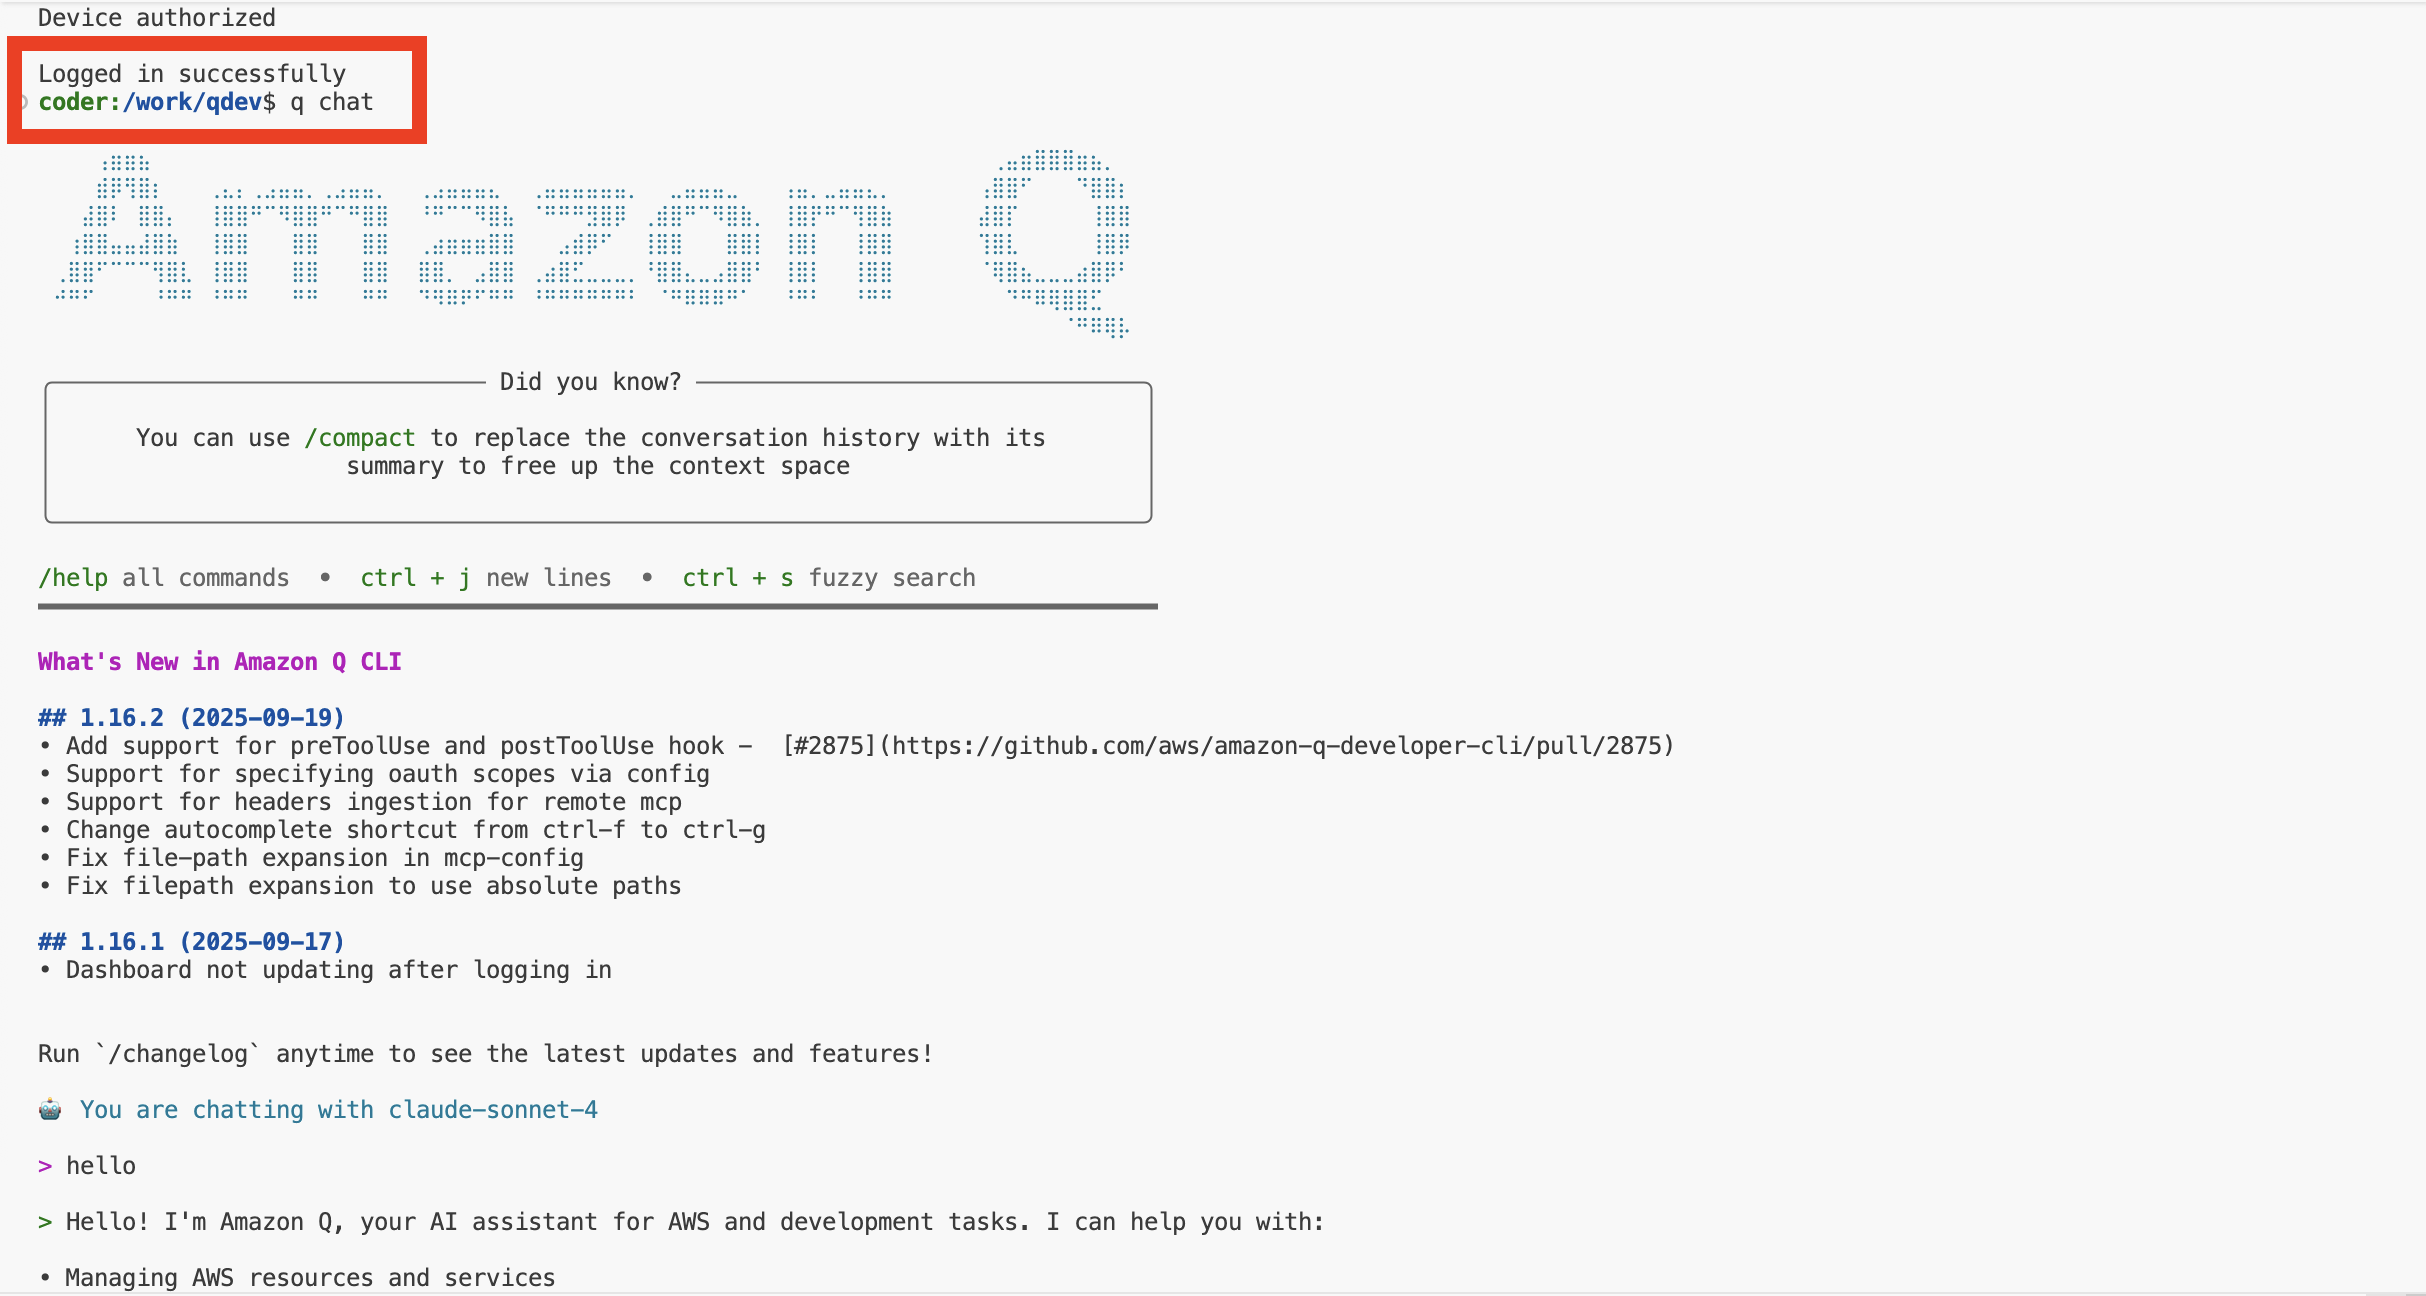 Device authorized
Logged in successfully
coder:/work/qdev$ q chat
Amazon Q
Did you know?
You can use /compact to replace the conversation history with its
summary to free up the context space
/help all commands • ctrl + j new lines • ctrl + s fuzzy search
What's New in Amazon Q CLI
## 1.16.2 (2025-09-19)
• Add support for preToolUse and postToolUse hook -  [#2875](https://github.com/aws/amazon-q-developer-cli/pull/2875)
• Support for specifying oauth scopes via config
• Support for headers ingestion for remote mcp
• Change autocomplete shortcut from ctrl-f to ctrl-g
• Fix file-path expansion in mcp-config
• Fix filepath expansion to use absolute paths
## 1.16.1 (2025-09-17)
• Dashboard not updating after logging in
Run `/changelog` anytime to see the latest updates and features!
🤖 You are chatting with claude-sonnet-4
> hello
> Hello! I'm Amazon Q, your AI assistant for AWS and development tasks. I can help you with:
• Managing AWS resources and services